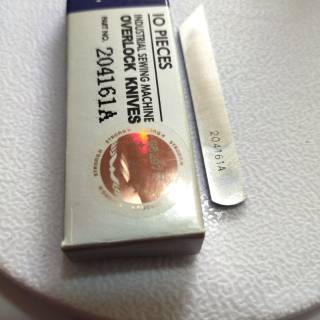 10 PIECES
INDUSTRIAL SEWING MACHINE
OVERLOCK KNIVES
PART NO.
204161A
204161A